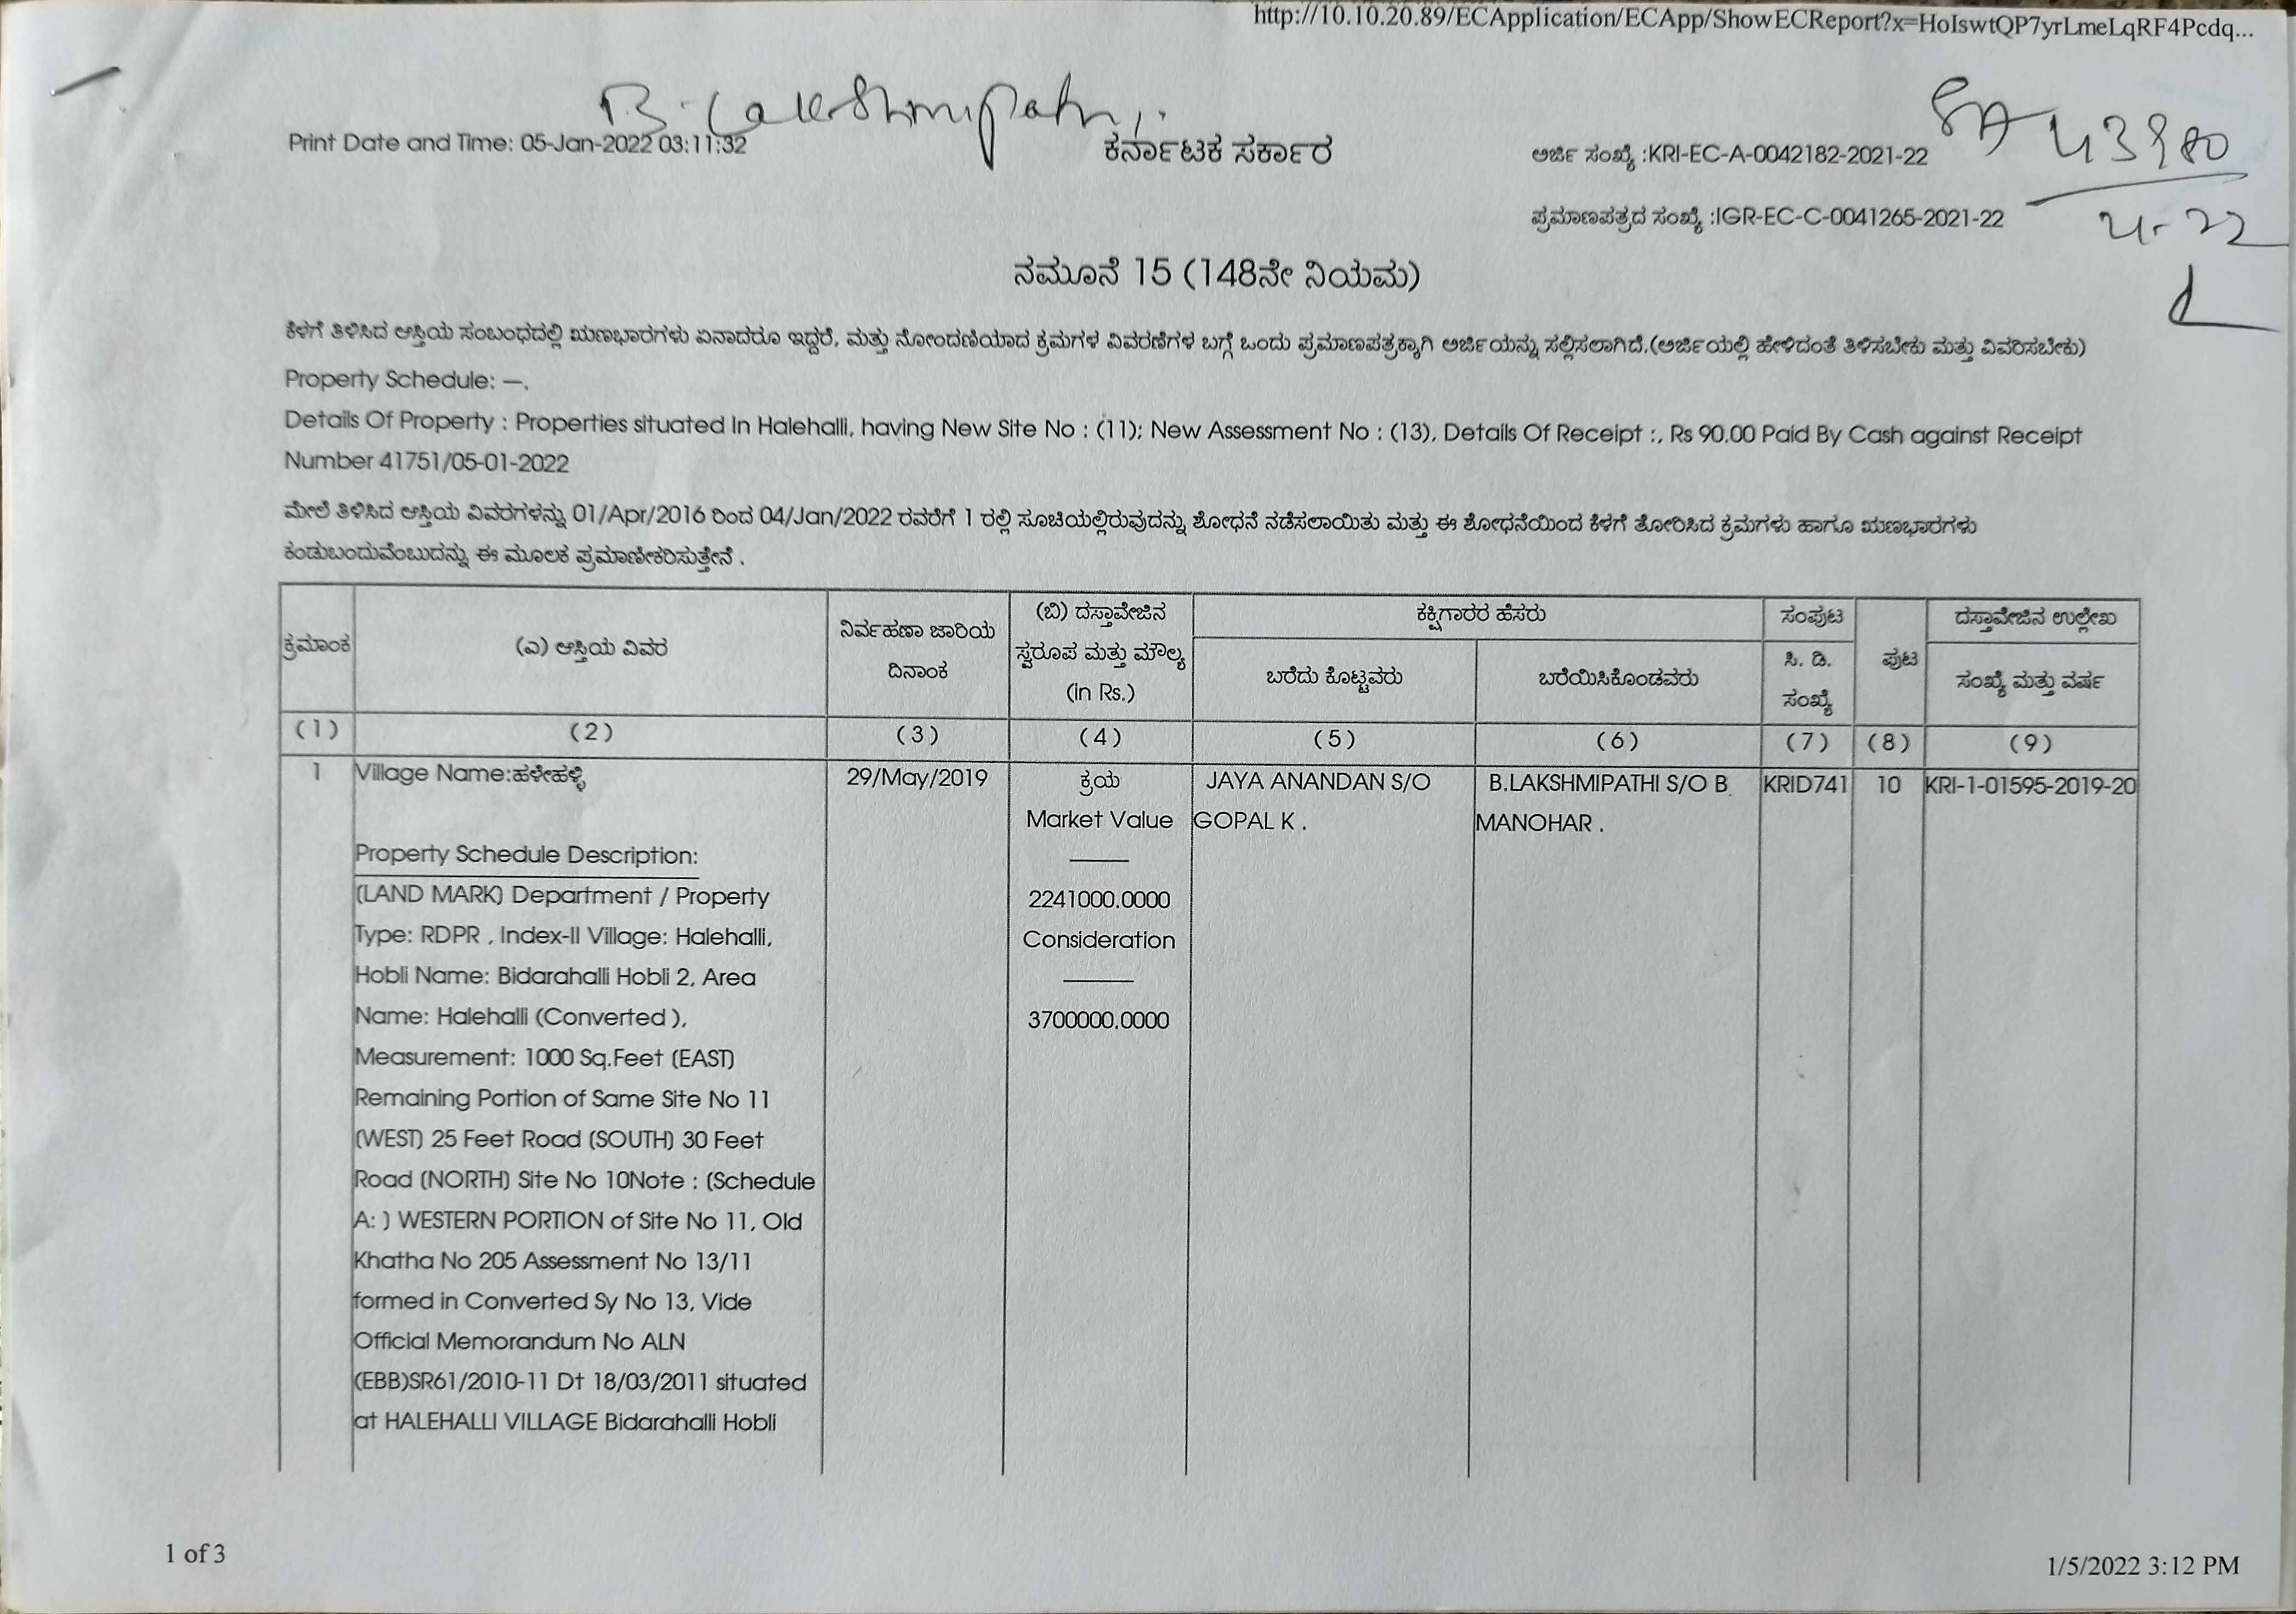 http://10.10.20.89/ECApplication/ECApp/ShowECReport?x=HoIswtQP7yrLmeLqRF4Pcdq...
B. Lakshmipathi
Print Date and Time: 05-Jan-2022 03:11:32
ಕರ್ನಾಟಕ ಸರ್ಕಾರ
ಅರ್ಜಿ ಸಂಖ್ಯೆ :KRI-EC-A-0042182-2021-22
21-22
ಪ್ರಮಾಣಪತ್ರದ ಸಂಖ್ಯೆ :IGR-EC-C-0041265-2021-22
ನಮೂನೆ 15 (148ನೇ ನಿಯಮ)
ಕೆಳಗೆ ತಿಳಿಸಿದ ಆಸ್ತಿಯ ಸಂಬಂಧದಲ್ಲಿ ಋಣಭಾರಗಳು ಏನಾದರೂ ಇದ್ದರೆ, ಮತ್ತು ನೋಂದಣಿಯಾದ ಕ್ರಮಗಳ ವಿವರಣೆಗಳ ಬಗ್ಗೆ ಒಂದು ಪ್ರಮಾಣಪತ್ರಕ್ಕಾಗಿ ಅರ್ಜಿಯನ್ನು ಸಲ್ಲಿಸಲಾಗಿದೆ.(ಅರ್ಜಿಯಲ್ಲಿ ಹೇಳಿದಂತೆ ತಿಳಿಸಬೇಕು ಮತ್ತು ವಿವರಿಸಬೇಕು)
Property Schedule: —.
Details Of Property : Properties situated In Halehalli, having New Site No : (11); New Assessment No : (13), Details Of Receipt :, Rs 90.00 Paid By Cash against Receipt
Number 41751/05-01-2022
ಮೇಲೆ ತಿಳಿಸಿದ ಆಸ್ತಿಯ ವಿವರಗಳನ್ನು 01/Apr/2016 ರಿಂದ 04/Jan/2022 ರವರೆಗೆ 1 ರಲ್ಲಿ ಸೂಚಿಯಲ್ಲಿರುವುದನ್ನು ಶೋಧನೆ ನಡೆಸಲಾಯಿತು ಮತ್ತು ಈ ಶೋಧನೆಯಿಂದ ಕೆಳಗೆ ತೋರಿಸಿದ ಕ್ರಮಗಳು ಹಾಗೂ ಋಣಭಾರಗಳು
ಕಂಡುಬಂದುವೆಂಬುದನ್ನು ಈ ಮೂಲಕ ಪ್ರಮಾಣೀಕರಿಸುತ್ತೇನೆ .
ಕ್ರಮಾಂಕ
(ಎ) ಆಸ್ತಿಯ ವಿವರ
ನಿರ್ವಹಣಾ ಜಾರಿಯ
ದಿನಾಂಕ
(ಬಿ) ದಸ್ತಾವೇಜಿನ
ಸ್ವರೂಪ ಮತ್ತು ಮೌಲ್ಯ
(in Rs.)
ಕಕ್ಷಿಗಾರರ ಹೆಸರು
ಬರೆದು ಕೊಟ್ಟವರು
ಬರೆಯಿಸಿಕೊಂಡವರು
ಸಂಪುಟ
ಸಿ. ಡಿ.
ಸಂಖ್ಯೆ
ಪುಟ
ದಸ್ತಾವೇಜಿನ ಉಲ್ಲೇಖ
ಸಂಖ್ಯೆ ಮತ್ತು ವರ್ಷ
(1) (2) (3) (4) (5) (6) (7) (8) (9)
1
Village Name:ಹಳೇಹಳ್ಳಿ
Property Schedule Description:
(LAND MARK) Department / Property
Type: RDPR , Index-II Village: Halehalli,
Hobli Name: Bidarahalli Hobli 2, Area
Name: Halehalli (Converted ),
Measurement: 1000 Sq.Feet (EAST)
Remaining Portion of Same Site No 11
(WEST) 25 Feet Road (SOUTH) 30 Feet
Road (NORTH) Site No 10Note : (Schedule
A: ) WESTERN PORTION of Site No 11, Old
Khatha No 205 Assessment No 13/11
formed in Converted Sy No 13, Vide
Official Memorandum No ALN
(EBB)SR61/2010-11 Dt 18/03/2011 situated
at HALEHALLI VILLAGE Bidarahalli Hobli
29/May/2019
ಕ್ರಯ
Market Value
2241000.0000
Consideration
3700000.0000
JAYA ANANDAN S/O
GOPAL K .
B.LAKSHMIPATHI S/O B
MANOHAR .
KRID741
10
KRI-1-01595-2019-20
1 of 3
1/5/2022 3:12 PM